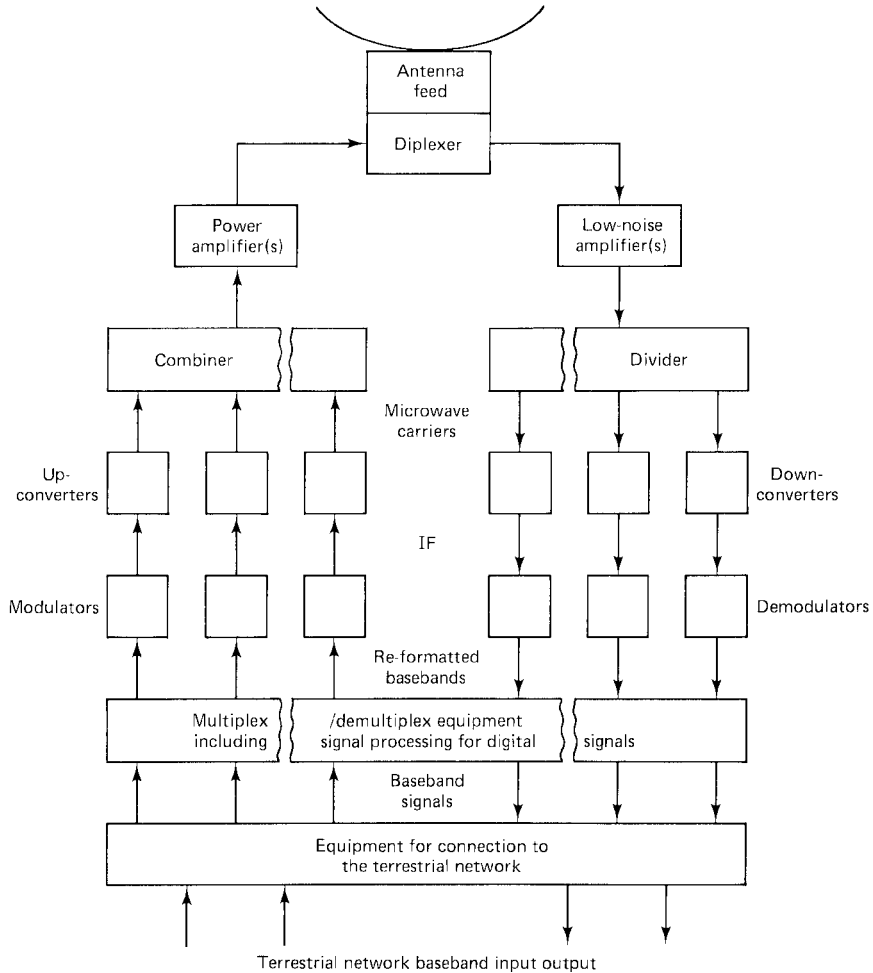 Antenna
feed
Diplexer
Power
amplifier(s)
Low-noise
amplifier(s)
Combiner
Divider
Microwave
carriers
Up-
converters
Down-
converters
IF
Modulators
Demodulators
Re-formatted
basebands
Multiplex /demultiplex equipment
including signal processing for digital signals
Baseband
signals
Equipment for connection to
the terrestrial network
Terrestrial network baseband input output